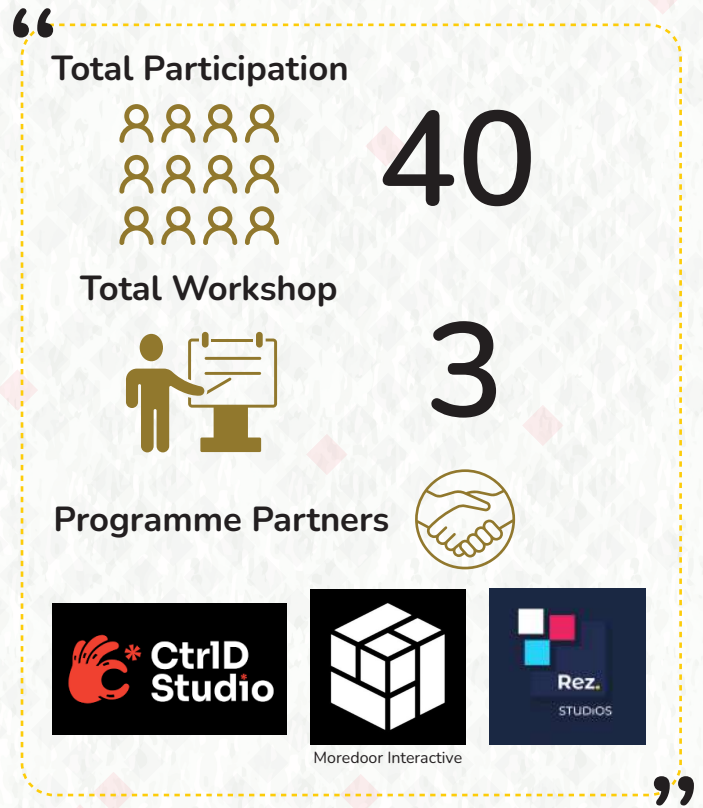 “
Total Participation
40
Total Workshop
3
Programme Partners
CtrlD
Studio
Rez.
STUDiOS
Moredoor Interactive
”